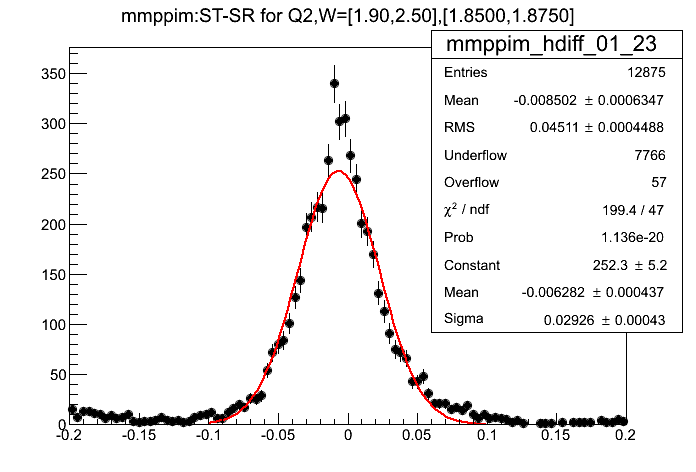 mmppim:ST-SR for Q2,W=[1.90,2.50],[1.8500,1.8750]
mmppim_hdiff_01_23
Entries 12875
Mean -0.008502 ± 0.0006347
RMS 0.04511 ± 0.0004488
Underflow 7766
Overflow 57
χ² / ndf 199.4 / 47
Prob 1.136e-20
Constant 252.3 ± 5.2
Mean -0.006282 ± 0.000437
Sigma 0.02926 ± 0.00043
350
300
250
200
150
100
50
0
-0.2 -0.15 -0.1 -0.05 0 0.05 0.1 0.15 0.2